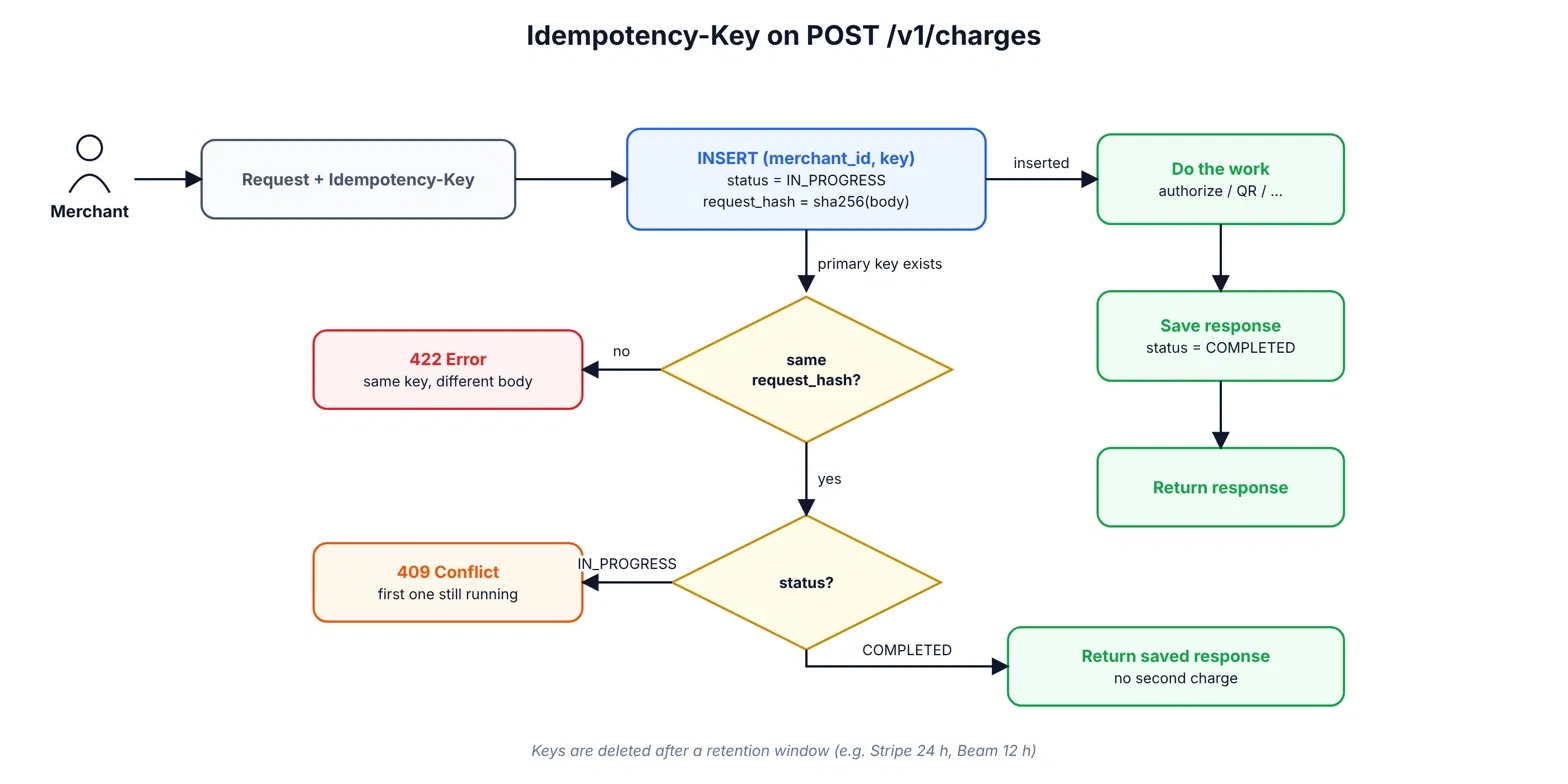 Idempotency-Key on POST /v1/charges
Merchant
Request + Idempotency-Key
INSERT (merchant_id, key)
status = IN_PROGRESS
request_hash = sha256(body)
inserted
Do the work
authorize / QR / ...
primary key exists
same
request_hash?
no
422 Error
same key, different body
Save response
status = COMPLETED
yes
Return response
status?
IN_PROGRESS
409 Conflict
first one still running
COMPLETED
Return saved response
no second charge
Keys are deleted after a retention window (e.g. Stripe 24 h, Beam 12 h)